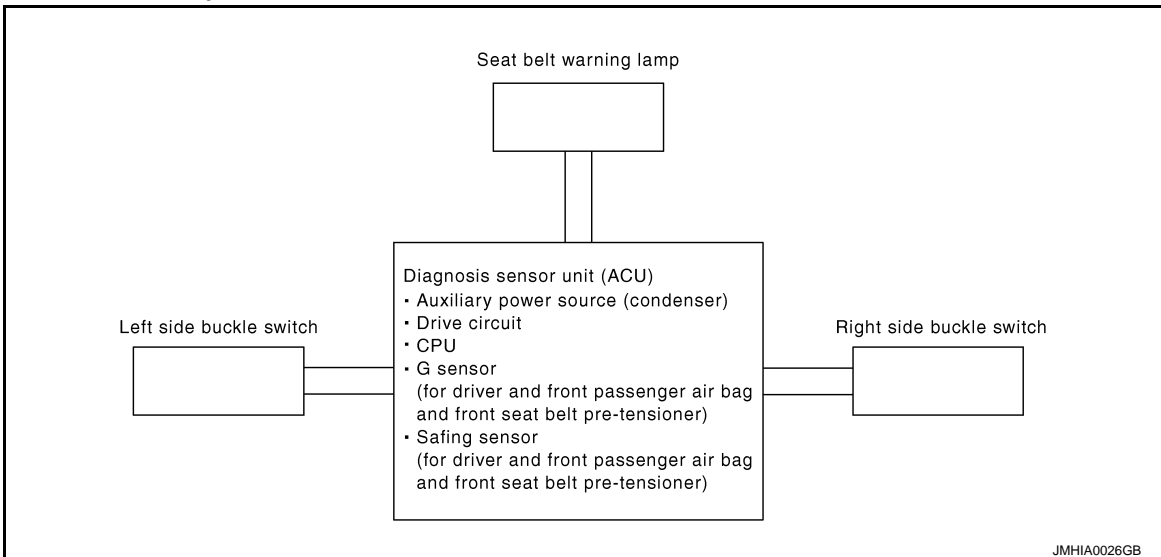 Seat belt warning lamp
Diagnosis sensor unit (ACU)
▪ Auxiliary power source (condenser)
▪ Drive circuit
▪ CPU
▪ G sensor
(for driver and front passenger air bag
and front seat belt pre-tensioner)
▪ Safing sensor
(for driver and front passenger air bag
and front seat belt pre-tensioner)
Left side buckle switch
Right side buckle switch
JMHIA0026GB